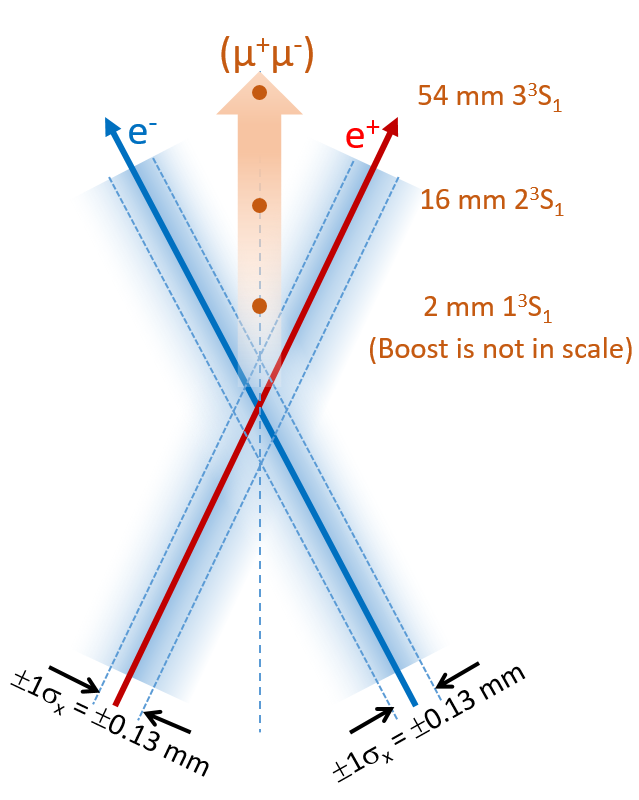 (μ⁺μ⁻)
54 mm 3³S₁
e⁻
e⁺
16 mm 2³S₁
2 mm 1³S₁
(Boost is not in scale)
±1σₓ = ±0.13 mm
±1σₓ = ±0.13 mm